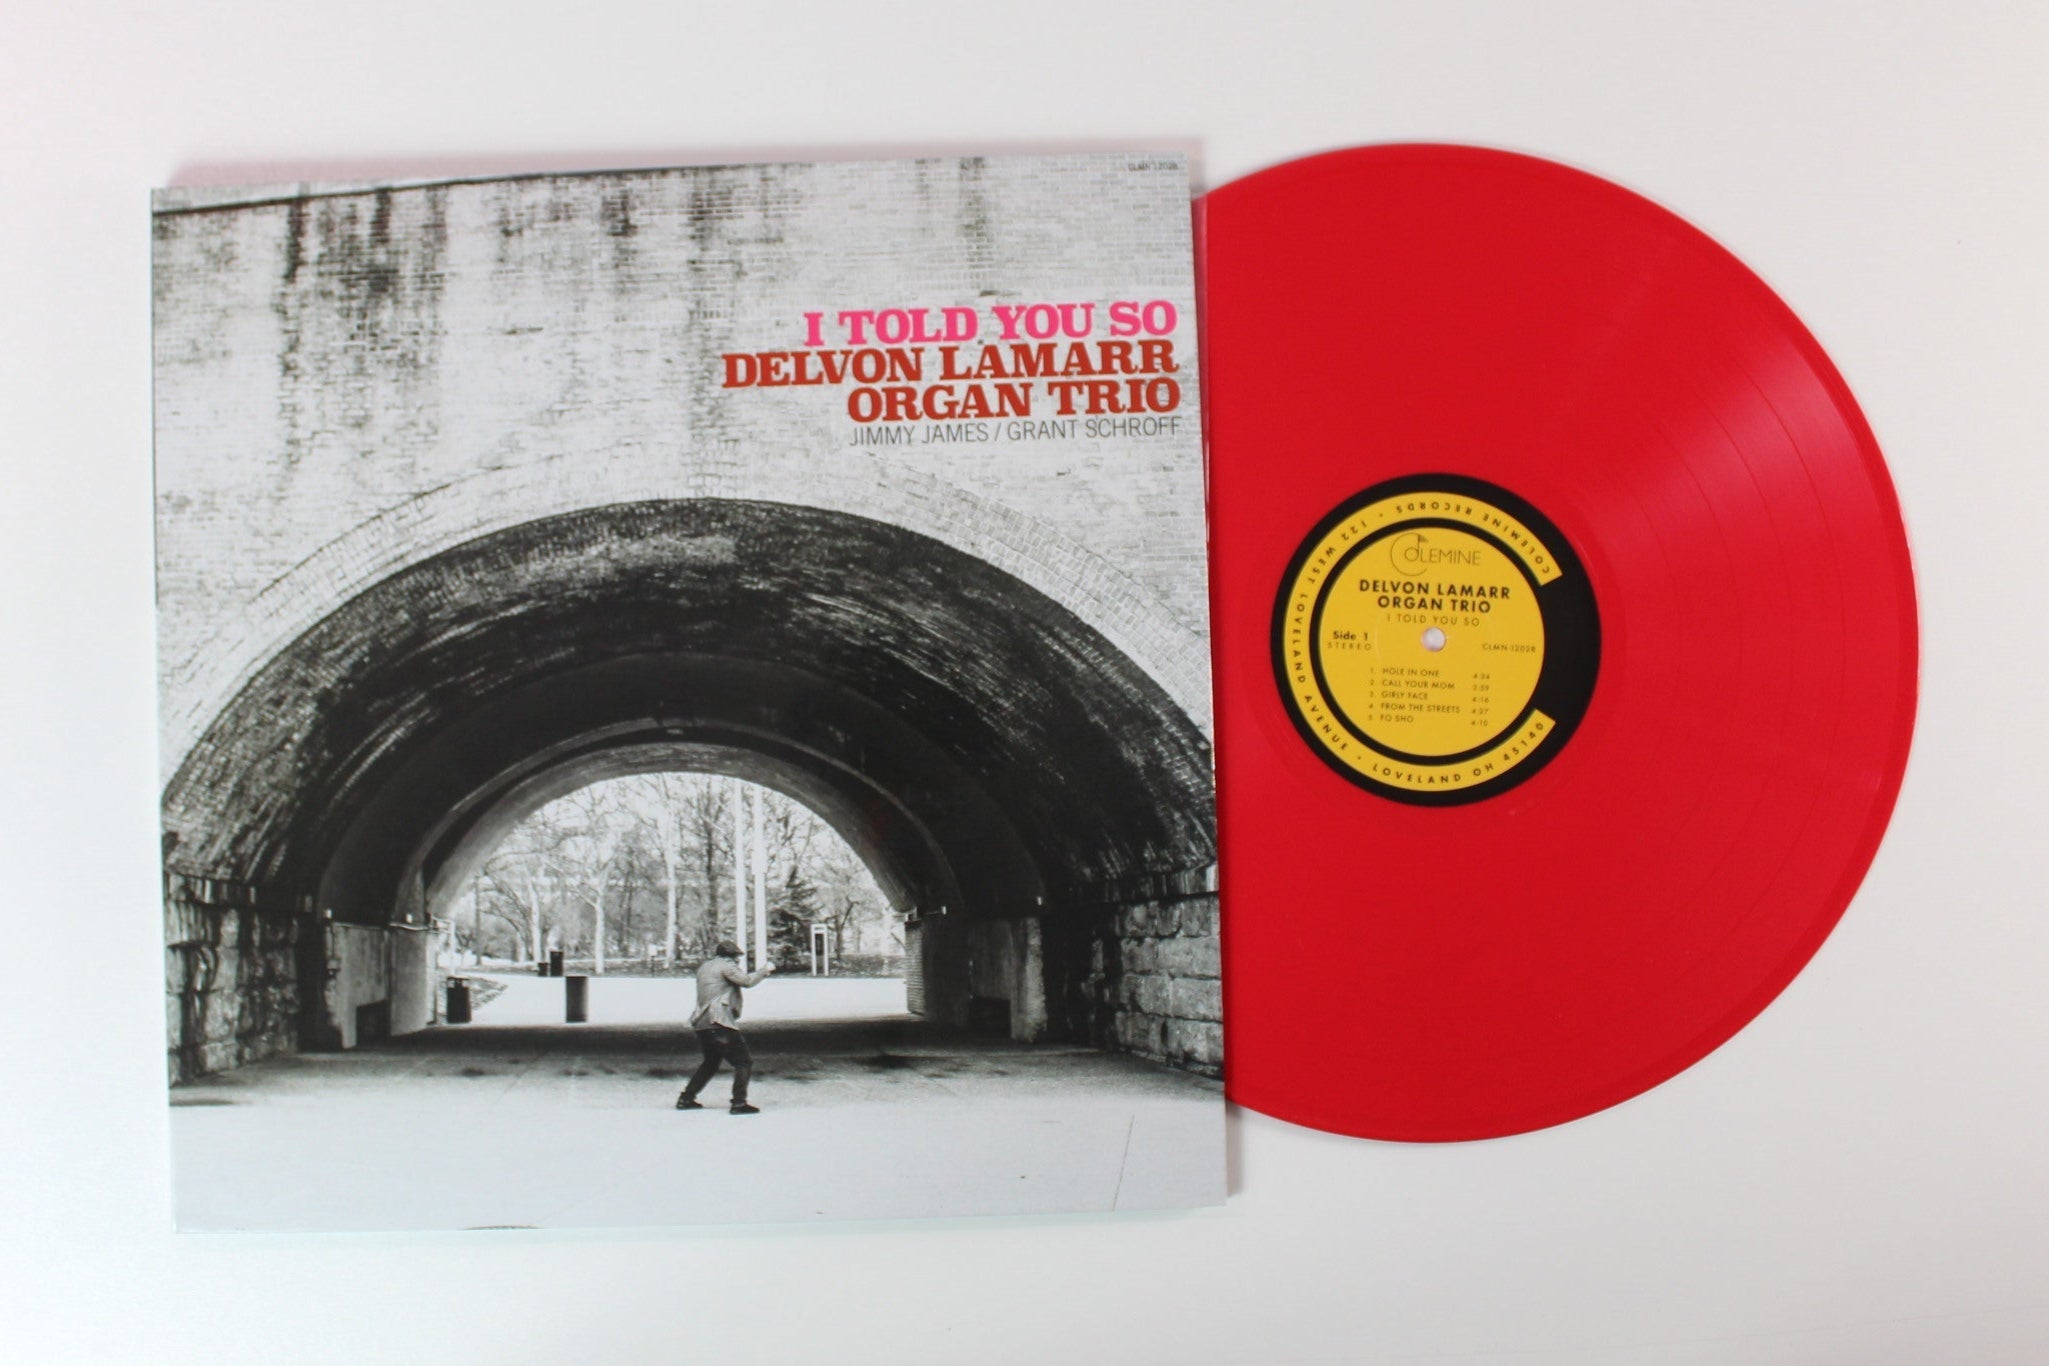 CLMN-12028
I TOLD YOU SO
DELVON LAMARR
ORGAN TRIO
JIMMY JAMES / GRANT SCHROFF
COLEMINE RECORDS • 122 WEST LOVELAND AVENUE • LOVELAND OH 45140
COLEMINE
DELVON LAMARR
ORGAN TRIO
I TOLD YOU SO
Side 1
STEREO
CLMN-12028
1. HOLE IN ONE 4:24
2. CALL YOUR MOM 3:59
3. GIRLY FACE 4:16
4. FROM THE STREETS 4:27
5. FO SHO 4:10